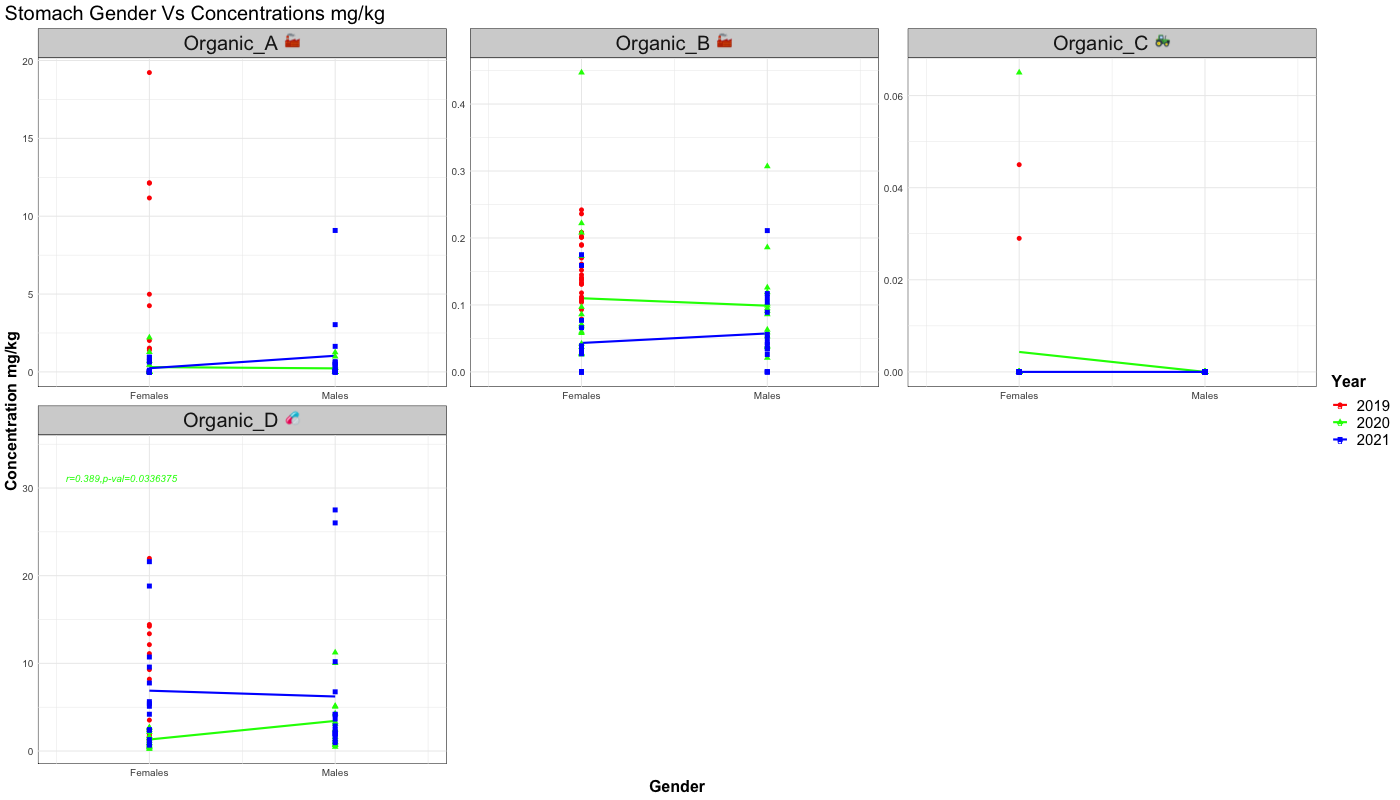 Stomach Gender Vs Concentrations mg/kg
Organic_A
Organic_B
Organic_C
20
15
10
5
0
Females
Males
0.4
0.3
0.2
0.1
0.0
Females
Males
0.06
0.04
0.02
0.00
Females
Males
Concentration mg/kg
Organic_D
r=0.389,p-val=0.0336375
30
20
10
0
Females
Males
Gender
Year
2019
2020
2021